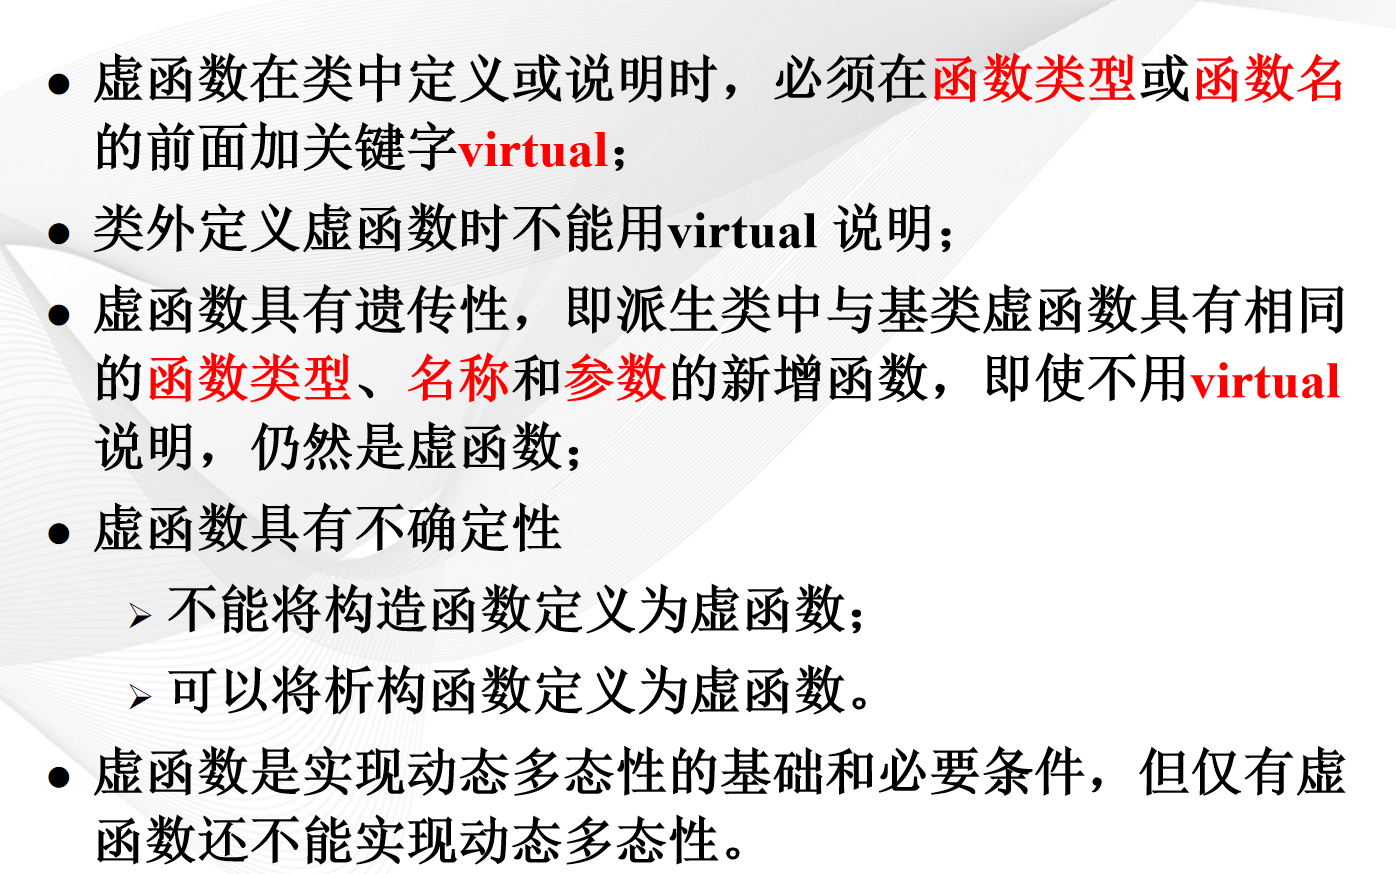 ● 虚函数在类中定义或说明时，必须在函数类型或函数名
的前面加关键字virtual；
● 类外定义虚函数时不能用virtual 说明；
● 虚函数具有遗传性，即派生类中与基类虚函数具有相同
的函数类型、名称和参数的新增函数，即使不用virtual
说明，仍然是虚函数；
● 虚函数具有不确定性
➢ 不能将构造函数定义为虚函数；
➢ 可以将析构函数定义为虚函数。
● 虚函数是实现动态多态性的基础和必要条件，但仅有虚
函数还不能实现动态多态性。